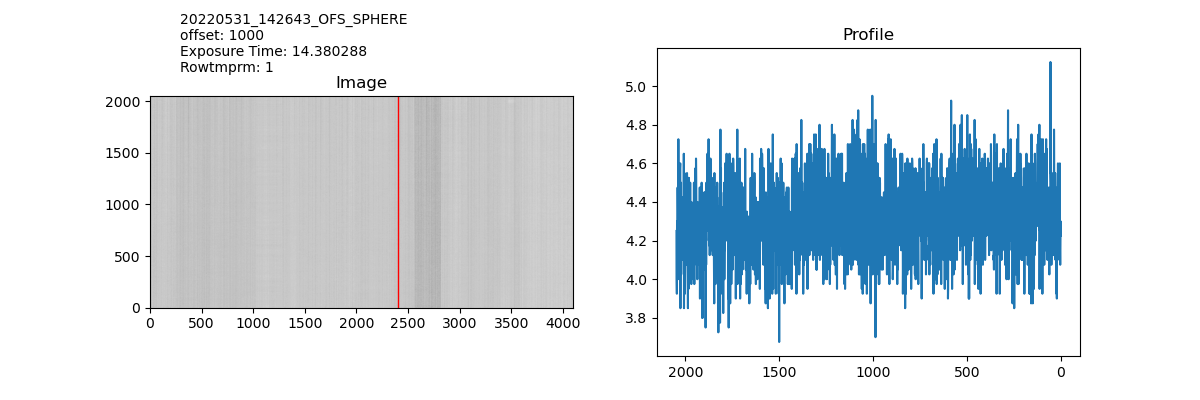 20220531_142643_OFS_SPHERE
offset: 1000
Exposure Time: 14.380288
Rowtmprm: 1
Image
2000
1500
1000
500
0
0 500 1000 1500 2000 2500 3000 3500 4000
Profile
5.0
4.8
4.6
4.4
4.2
4.0
3.8
2000 1500 1000 500 0